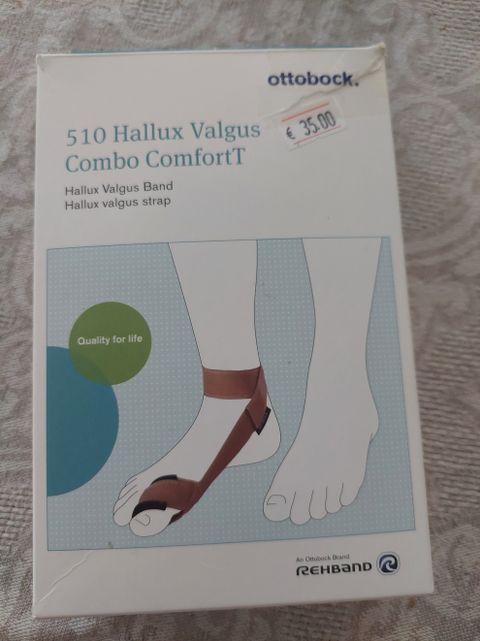 ottobock.
€ 35.00
510 Hallux Valgus
Combo ComfortT
Hallux Valgus Band
Hallux valgus strap
Quality for life
An Ottobock Brand
REHBAND